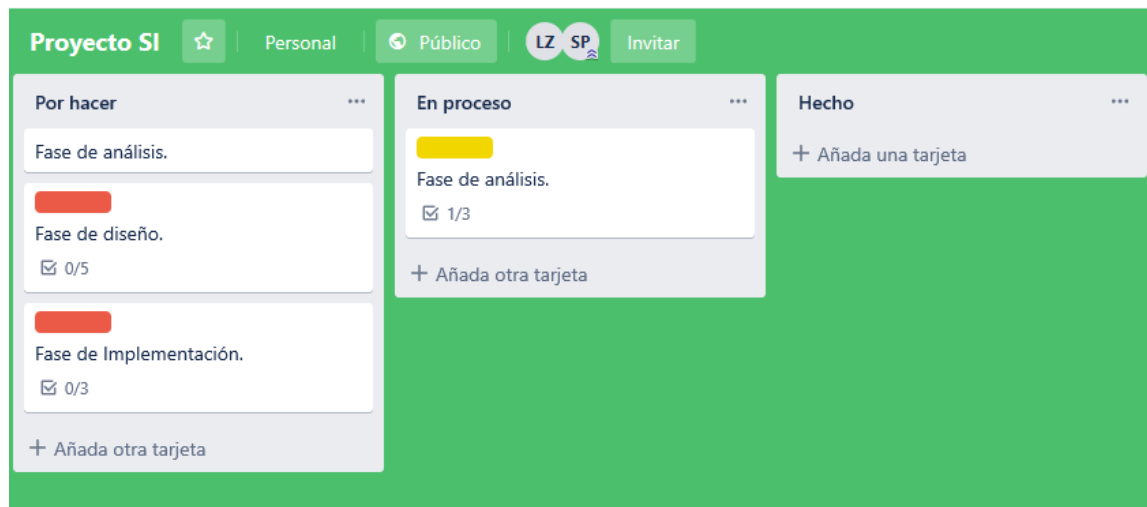 Proyecto SI Personal Público LZ SP Invitar
Por hacer
Fase de análisis.
Fase de diseño.
0/5
Fase de Implementación.
0/3
+ Añada otra tarjeta
En proceso
Fase de análisis.
1/3
+ Añada otra tarjeta
Hecho
+ Añada una tarjeta